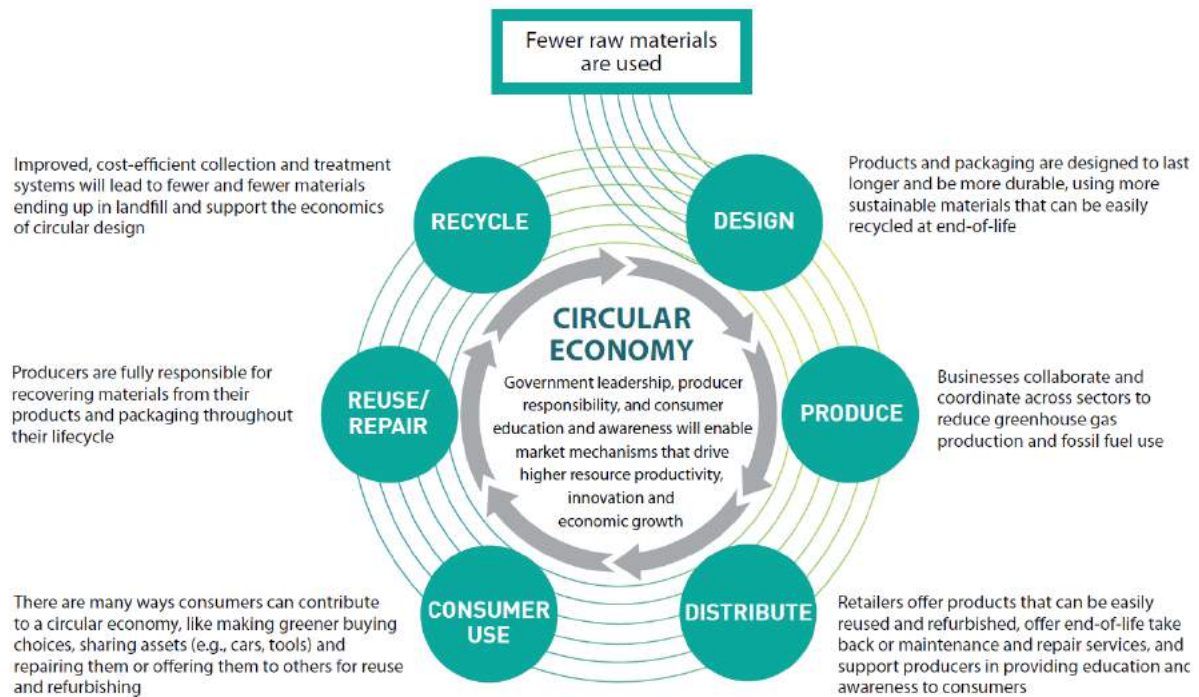 Fewer raw materials
are used
Improved, cost-efficient collection and treatment
systems will lead to fewer and fewer materials
ending up in landfill and support the economics
of circular design
RECYCLE
DESIGN
Products and packaging are designed to last
longer and be more durable, using more
sustainable materials that can be easily
recycled at end-of-life
CIRCULAR
ECONOMY
Government leadership, producer
responsibility, and consumer
education and awareness will enable
market mechanisms that drive
higher resource productivity,
innovation and
economic growth
Producers are fully responsible for
recovering materials from their
products and packaging throughout
their lifecycle
REUSE/
REPAIR
PRODUCE
Businesses collaborate and
coordinate across sectors to
reduce greenhouse gas
production and fossil fuel use
There are many ways consumers can contribute
to a circular economy, like making greener buying
choices, sharing assets (e.g., cars, tools) and
repairing them or offering them to others for reuse
and refurbishing
CONSUMER
USE
DISTRIBUTE
Retailers offer products that can be easily
reused and refurbished, offer end-of-life take
back or maintenance and repair services, and
support producers in providing education and
awareness to consumers